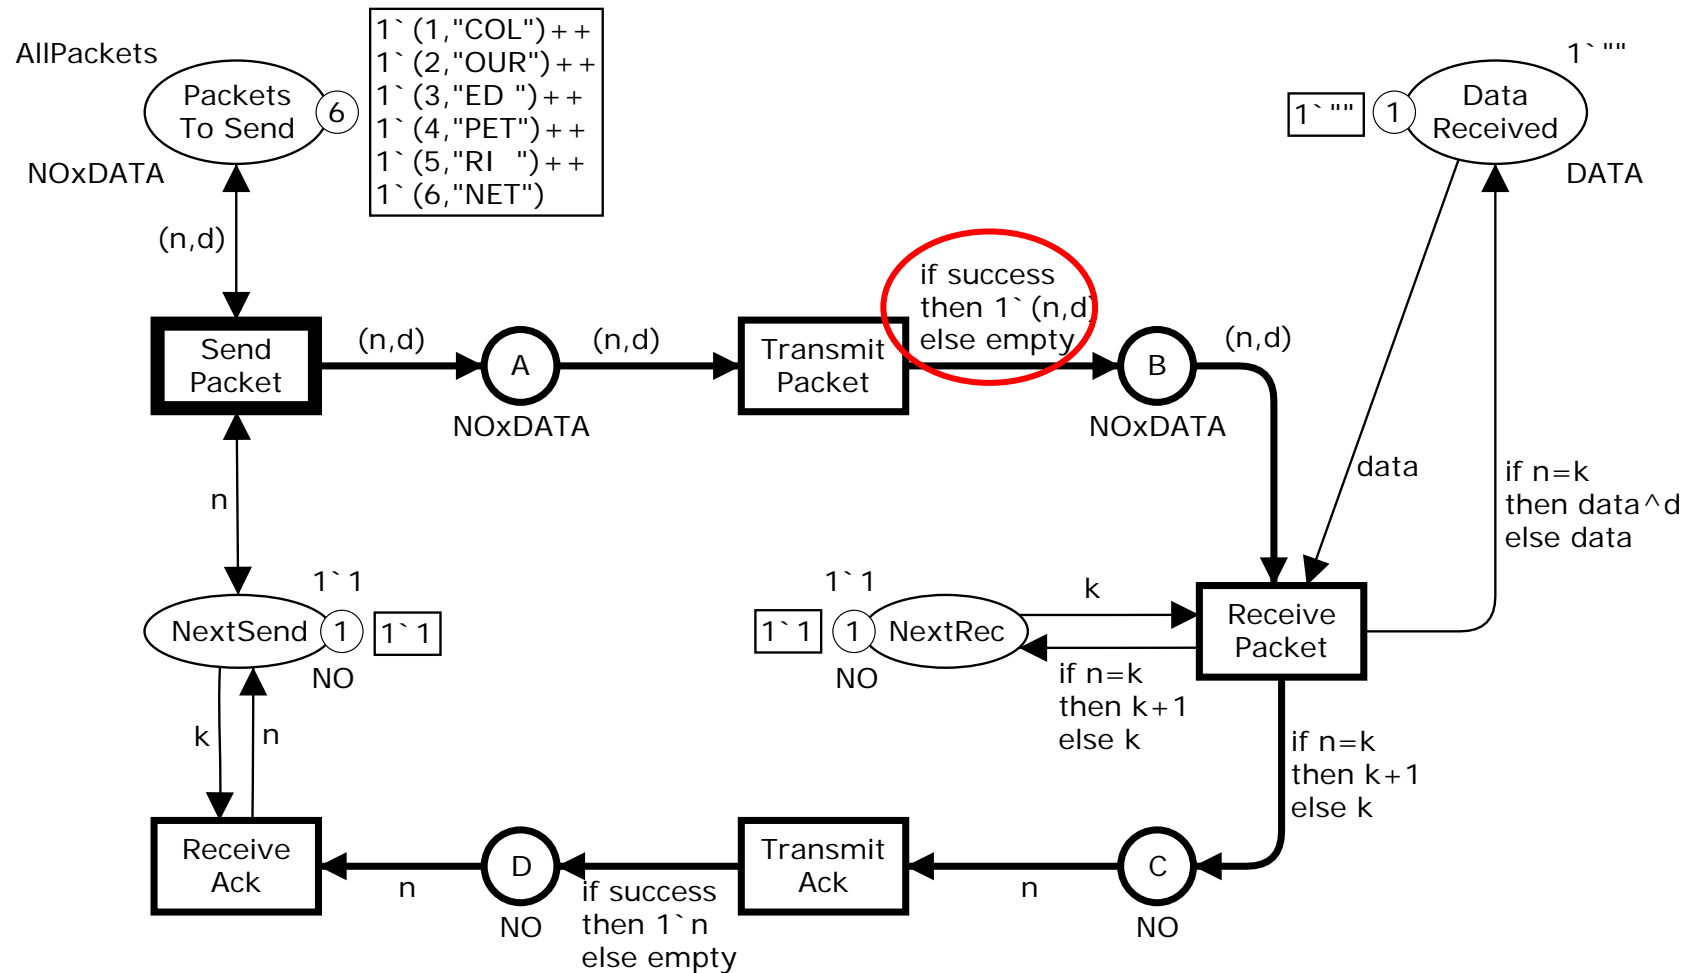 AllPackets
Packets
To Send
6
NOxDATA
1`(1,"COL")++
1`(2,"OUR")++
1`(3,"ED ")++
1`(4,"PET")++
1`(5,"RI  ")++
1`(6,"NET")
1`""
1`""
1
Data
Received
DATA
(n,d)
Send
Packet
(n,d)
A
NOxDATA
(n,d)
Transmit
Packet
if success
then 1`(n,d)
else empty
B
NOxDATA
(n,d)
data
if n=k
then data^d
else data
n
1`1
NextSend
1
1`1
NO
1`1
1`1
1
NextRec
NO
k
if n=k
then k+1
else k
Receive
Packet
if n=k
then k+1
else k
k
n
Receive
Ack
n
D
NO
if success
then 1`n
else empty
Transmit
Ack
n
C
NO